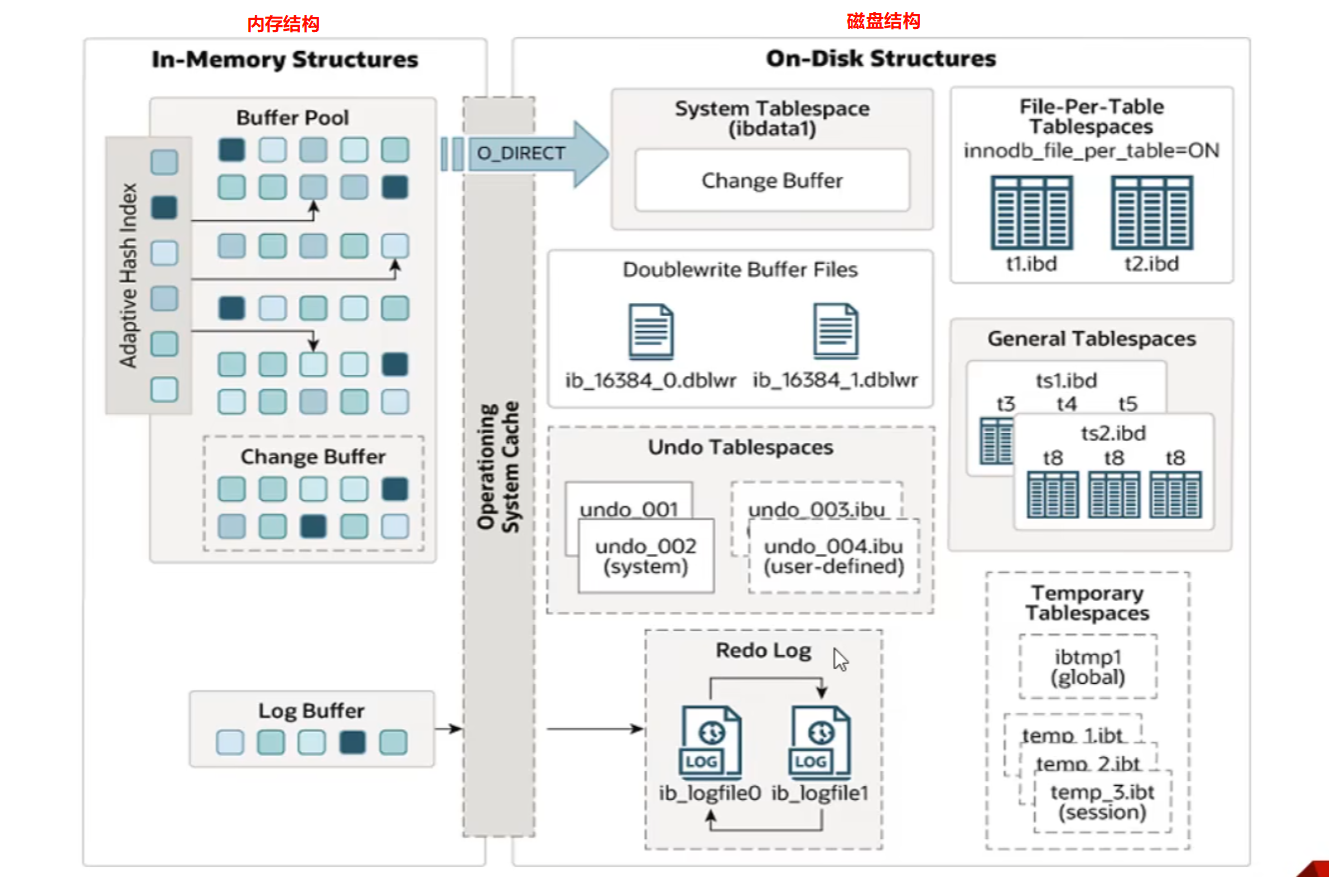 内存结构
磁盘结构
In-Memory Structures
Buffer Pool
Adaptive Hash Index
Change Buffer
Log Buffer
Operationing
System Cache
O_DIRECT
On-Disk Structures
System Tablespace
(ibdata1)
Change Buffer
Doublewrite Buffer Files
ib_16384_0.dblwr
ib_16384_1.dblwr
Undo Tablespaces
undo_001
undo_002
(system)
undo_003.ibu
undo_004.ibu
(user-defined)
Redo Log
LOG
LOG
ib_logfile0
ib_logfile1
File-Per-Table
Tablespaces
innodb_file_per_table=ON
t1.ibd
t2.ibd
General Tablespaces
ts1.ibd
t3
t4
t5
ts2.ibd
t8
t8
t8
Temporary
Tablespaces
ibtmp1
(global)
temp_1.ibt
temp_2.ibt
temp_3.ibt
(session)